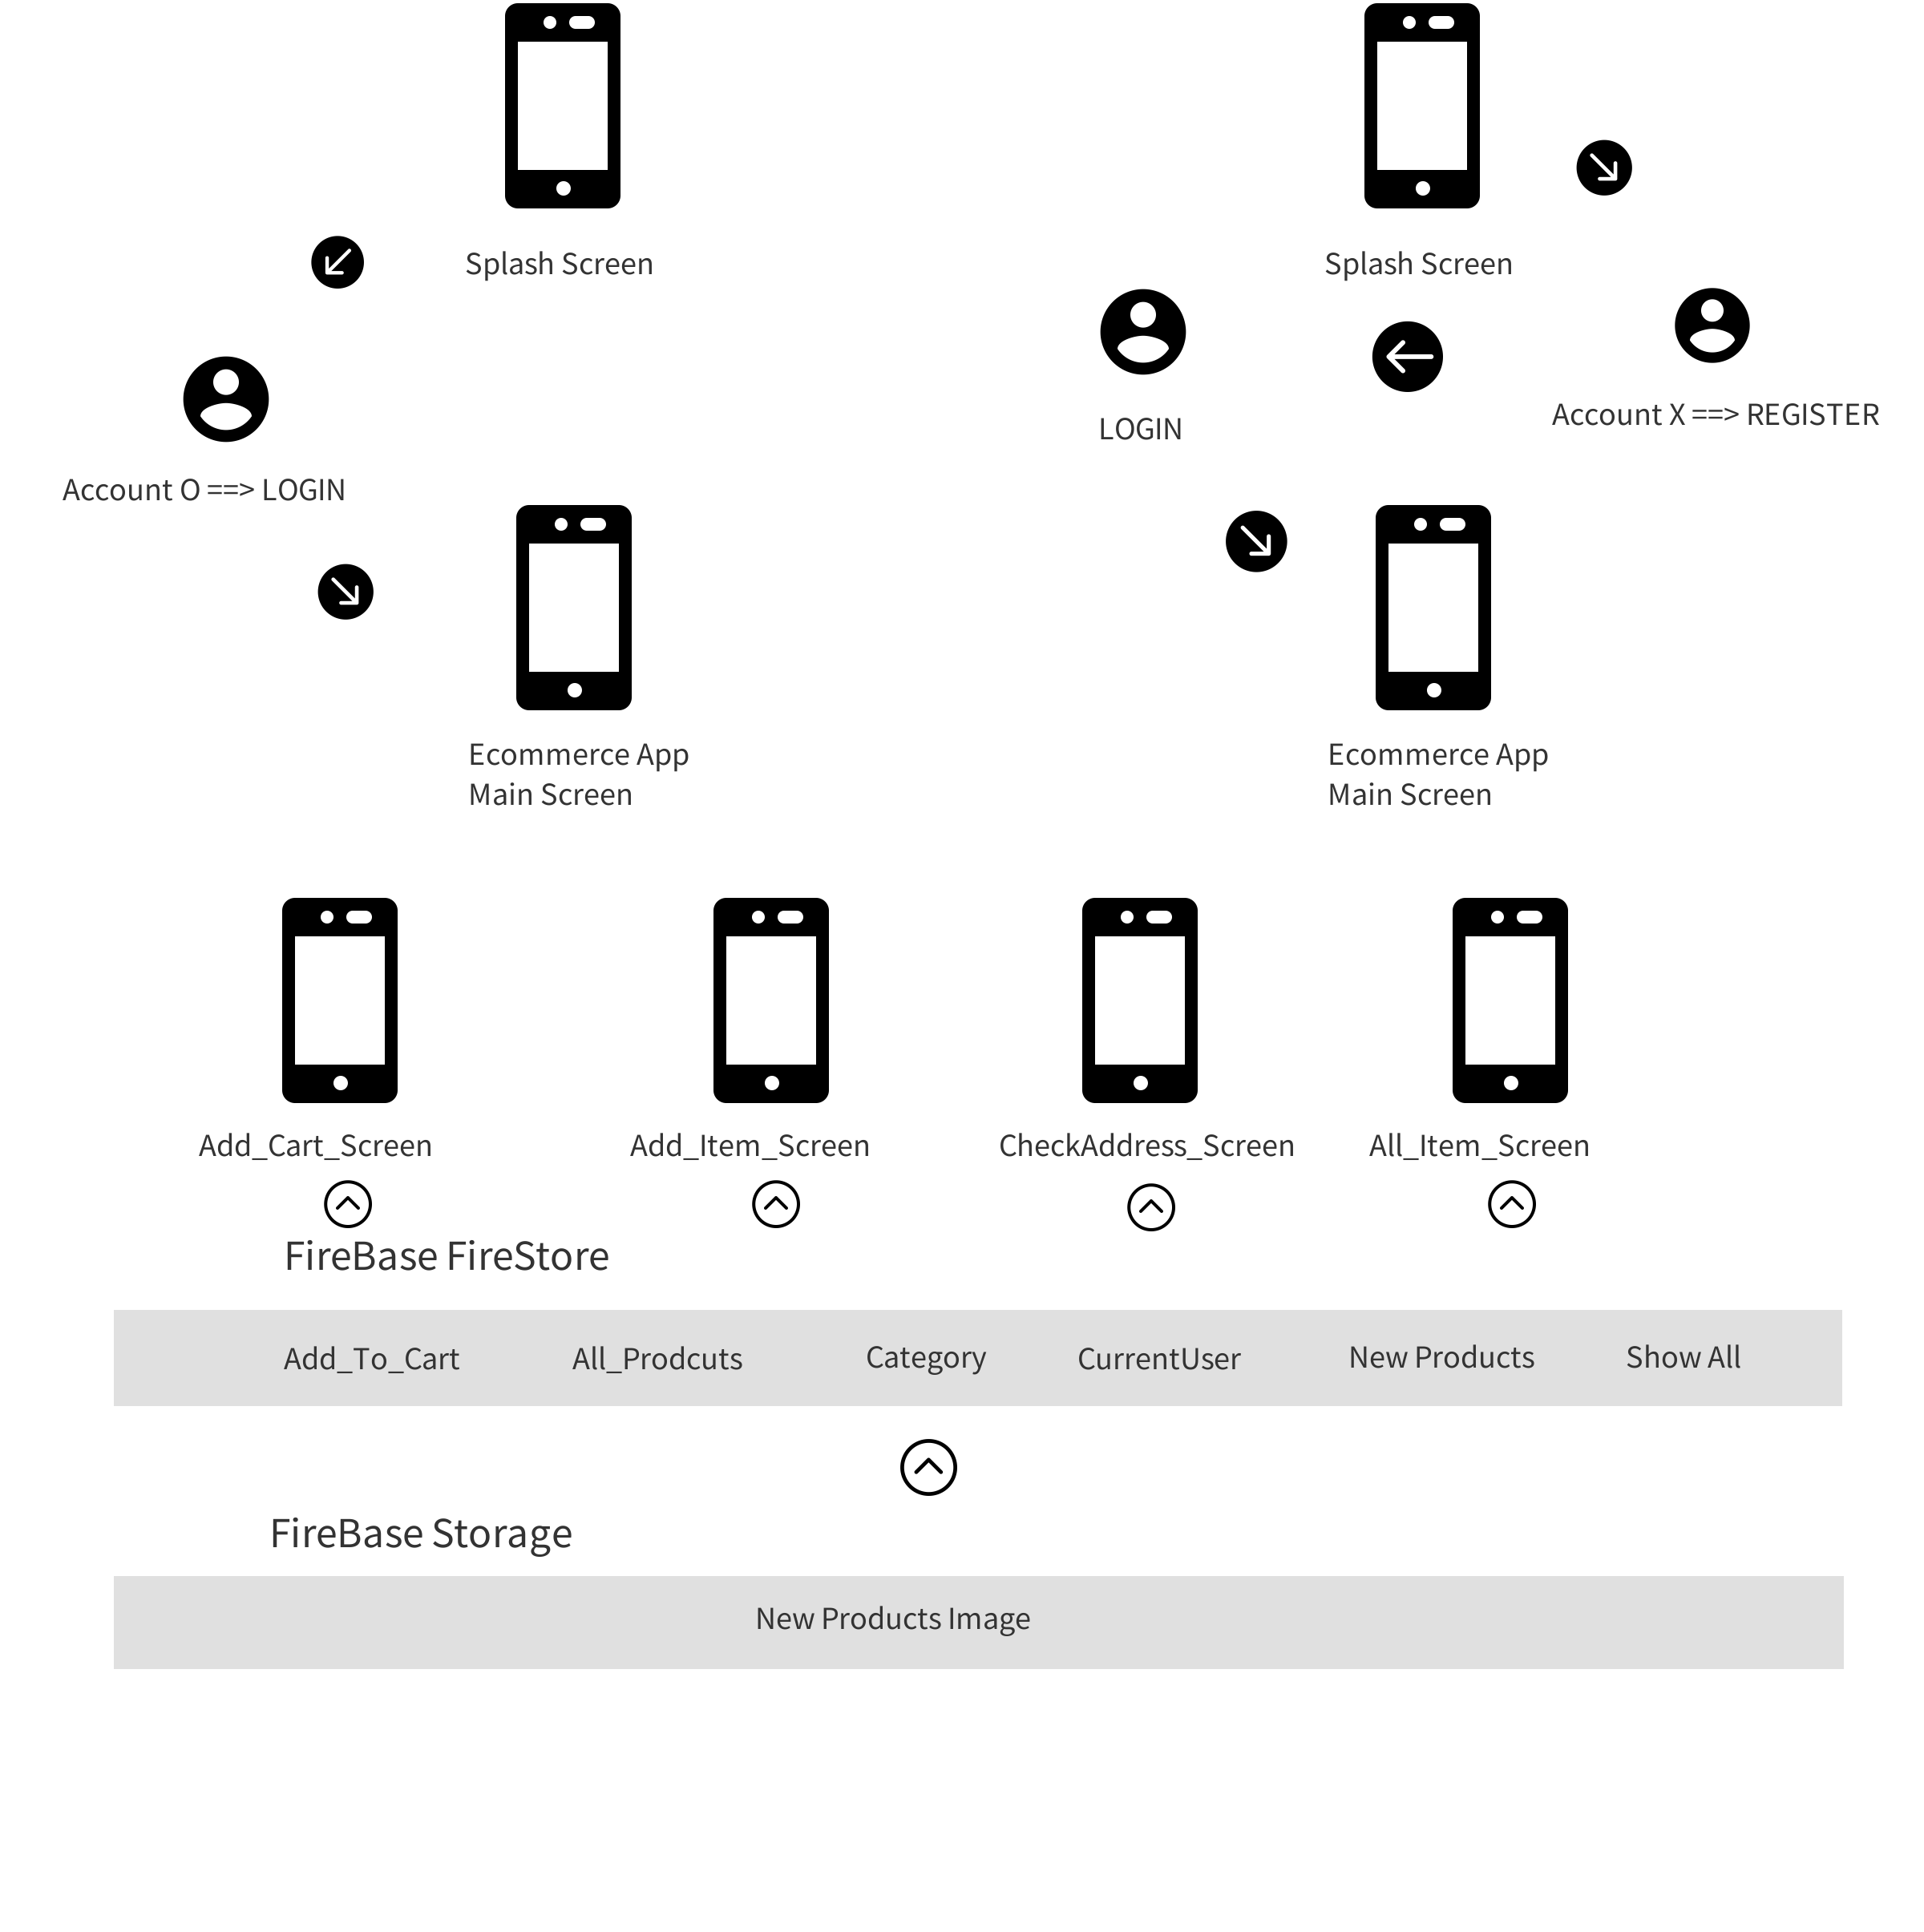 Splash Screen
Splash Screen
Account O ==> LOGIN
LOGIN
Account X ==> REGISTER
Ecommerce App
Main Screen
Ecommerce App
Main Screen
Add_Cart_Screen
Add_Item_Screen
CheckAddress_Screen
All_Item_Screen
FireBase FireStore
Add_To_Cart
All_Prodcuts
Category
CurrentUser
New Products
Show All
FireBase Storage
New Products Image